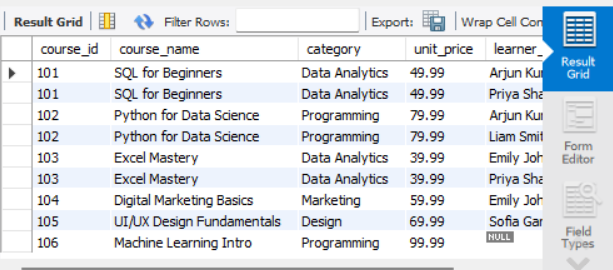 Result Grid Filter Rows: Export: Wrap Cell Con
course_id course_name category unit_price learner_
101 SQL for Beginners Data Analytics 49.99 Arjun Kur
101 SQL for Beginners Data Analytics 49.99 Priya Sha
102 Python for Data Science Programming 79.99 Arjun Kur
102 Python for Data Science Programming 79.99 Liam Smit
103 Excel Mastery Data Analytics 39.99 Emily Joh
103 Excel Mastery Data Analytics 39.99 Priya Sha
104 Digital Marketing Basics Marketing 59.99 Emily Joh
105 UI/UX Design Fundamentals Design 69.99 Sofia Gar
106 Machine Learning Intro Programming 99.99 NULL
Result
Grid
Form
Editor
Field
Types